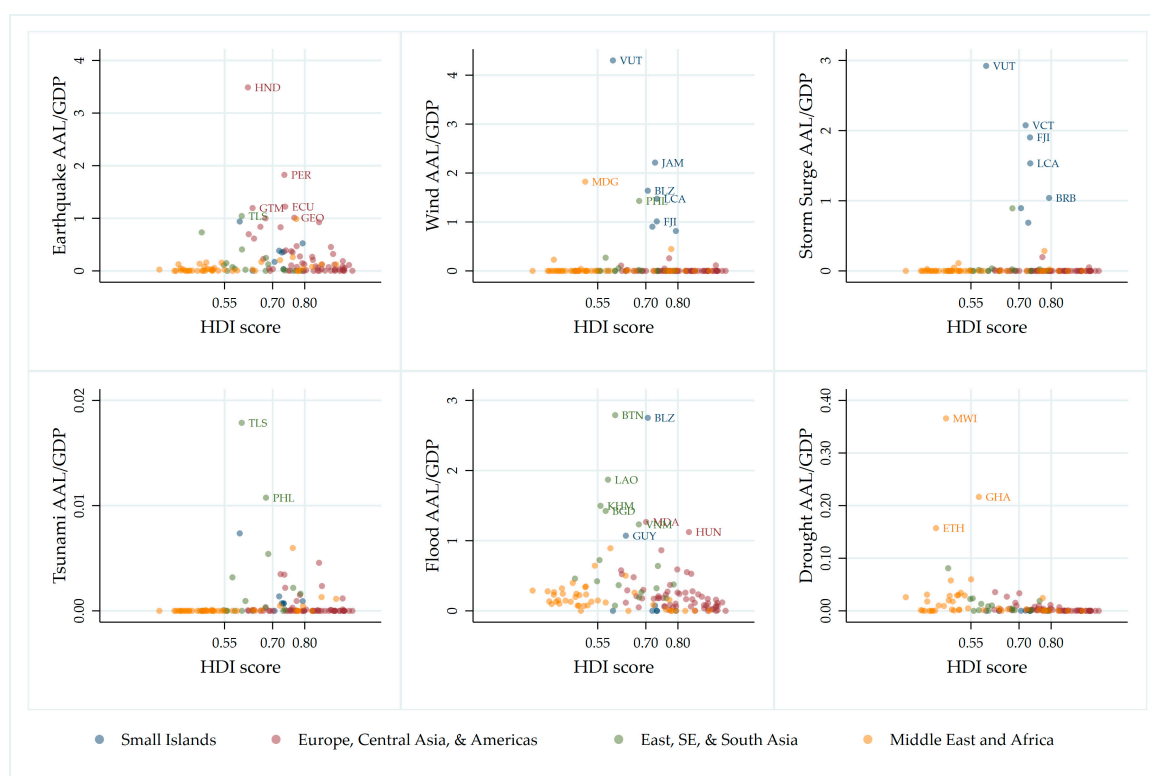 Earthquake AAL/GDP
4
3
2
1
0
HND
PER
GTM
ECU
TLS
GEO
0.55 0.70 0.80
HDI score
Wind AAL/GDP
4
3
2
1
0
VUT
JAM
MDG
BLZ
PHL
LCA
FJI
0.55 0.70 0.80
HDI score
Storm Surge AAL/GDP
3
2
1
0
VUT
VCT
FJI
LCA
BRB
0.55 0.70 0.80
HDI score
Tsunami AAL/GDP
0.02
0.01
0.00
TLS
PHL
0.55 0.70 0.80
HDI score
Flood AAL/GDP
3
2
1
0
BTN
BLZ
LAO
KHM
BGD
MDA
VNM
HUN
GUY
0.55 0.70 0.80
HDI score
Drought AAL/GDP
0.40
0.30
0.20
0.10
0.00
MWI
GHA
ETH
0.55 0.70 0.80
HDI score
Small Islands Europe, Central Asia, & Americas East, SE, & South Asia Middle East and Africa